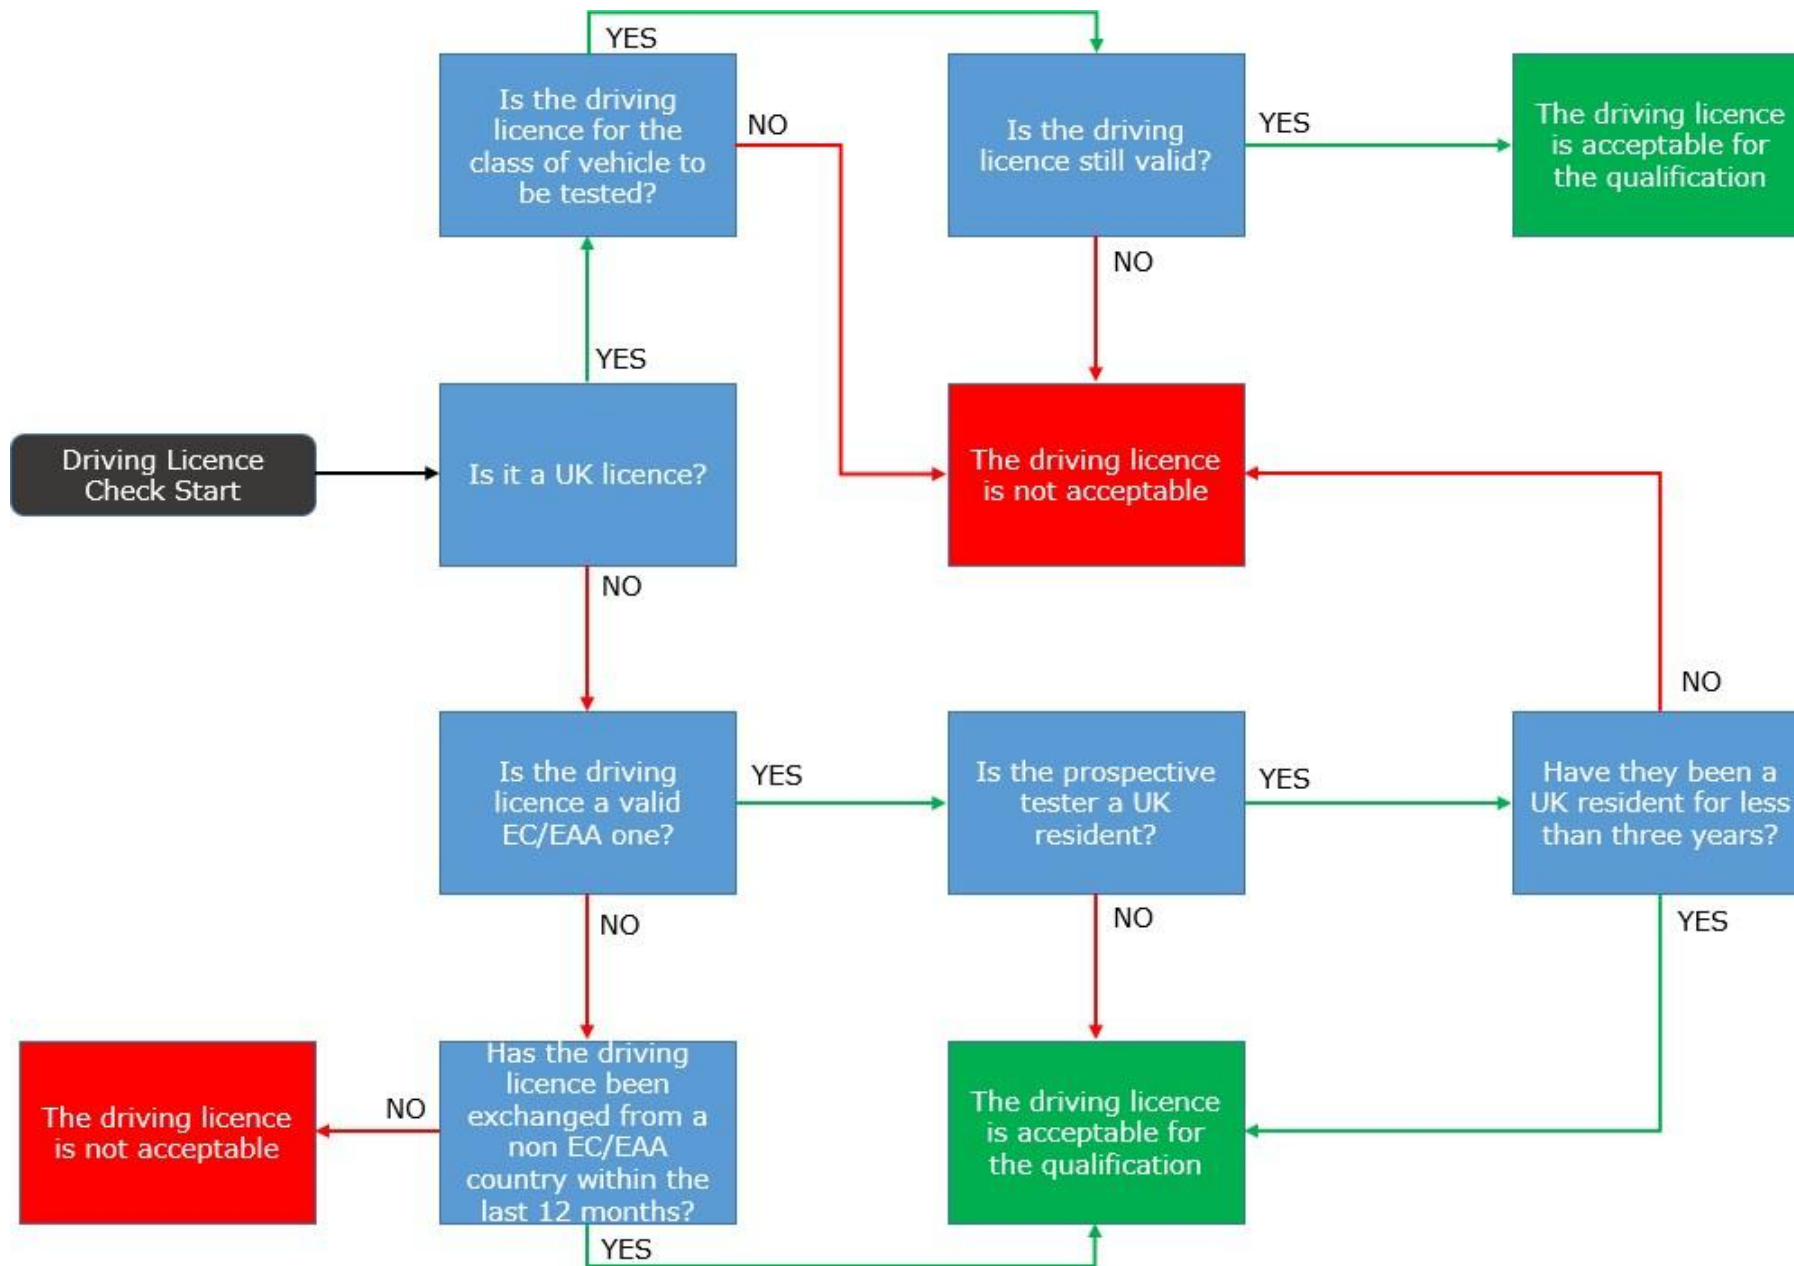 YES
Is the driving
licence for the
class of vehicle to
be tested?
NO
Is the driving
licence still valid?
YES
The driving licence
is acceptable for
the qualification
NO
YES
Driving Licence
Check Start
Is it a UK licence?
The driving licence
is not acceptable
NO
NO
Is the driving
licence a valid
EC/EAA one?
YES
Is the prospective
tester a UK
resident?
YES
Have they been a
UK resident for less
than three years?
NO
NO
YES
The driving licence
is not acceptable
NO
Has the driving
licence been
exchanged from a
non EC/EAA
country within the
last 12 months?
The driving licence
is acceptable for
the qualification
YES